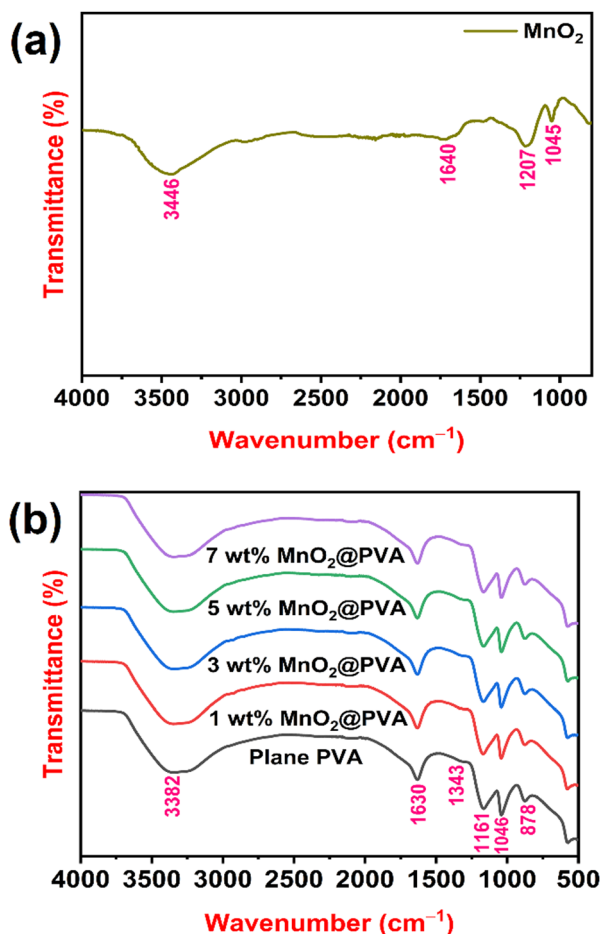 (a)
MnO₂
Transmittance (%)
3446
1640
1207
1045
4000 3500 3000 2500 2000 1500 1000
Wavenumber (cm⁻¹)
(b)
Transmittance (%)
7 wt% MnO₂@PVA
5 wt% MnO₂@PVA
3 wt% MnO₂@PVA
1 wt% MnO₂@PVA
Plane PVA
3382
1630
1343
1161
1046
878
4000 3500 3000 2500 2000 1500 1000 500
Wavenumber (cm⁻¹)